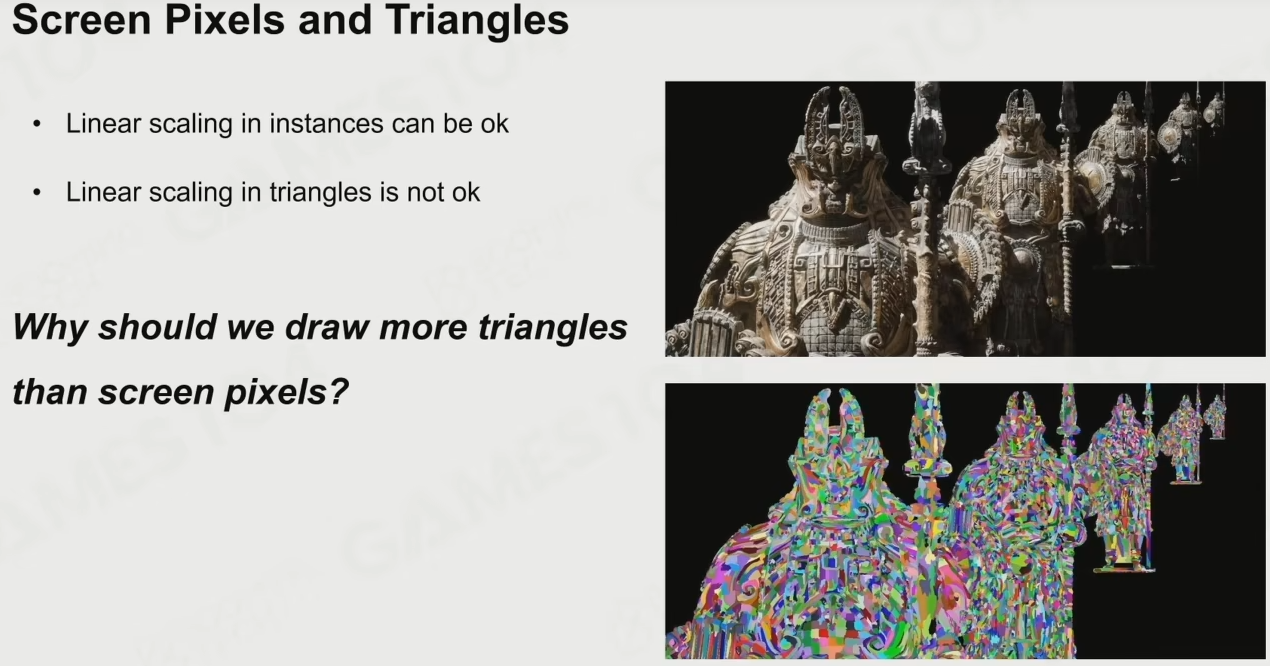 Screen Pixels and Triangles
• Linear scaling in instances can be ok
• Linear scaling in triangles is not ok
Why should we draw more triangles
than screen pixels?